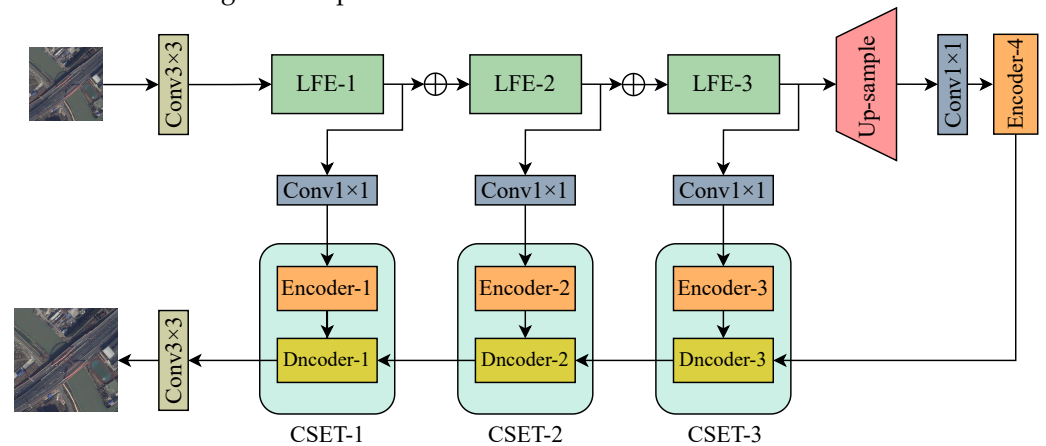 Conv3×3
LFE-1
LFE-2
LFE-3
Up-sample
Conv1×1
Encoder-4
Conv1×1
Conv1×1
Conv1×1
Encoder-1
Encoder-2
Encoder-3
Conv3×3
Dncoder-1
Dncoder-2
Dncoder-3
CSET-1
CSET-2
CSET-3